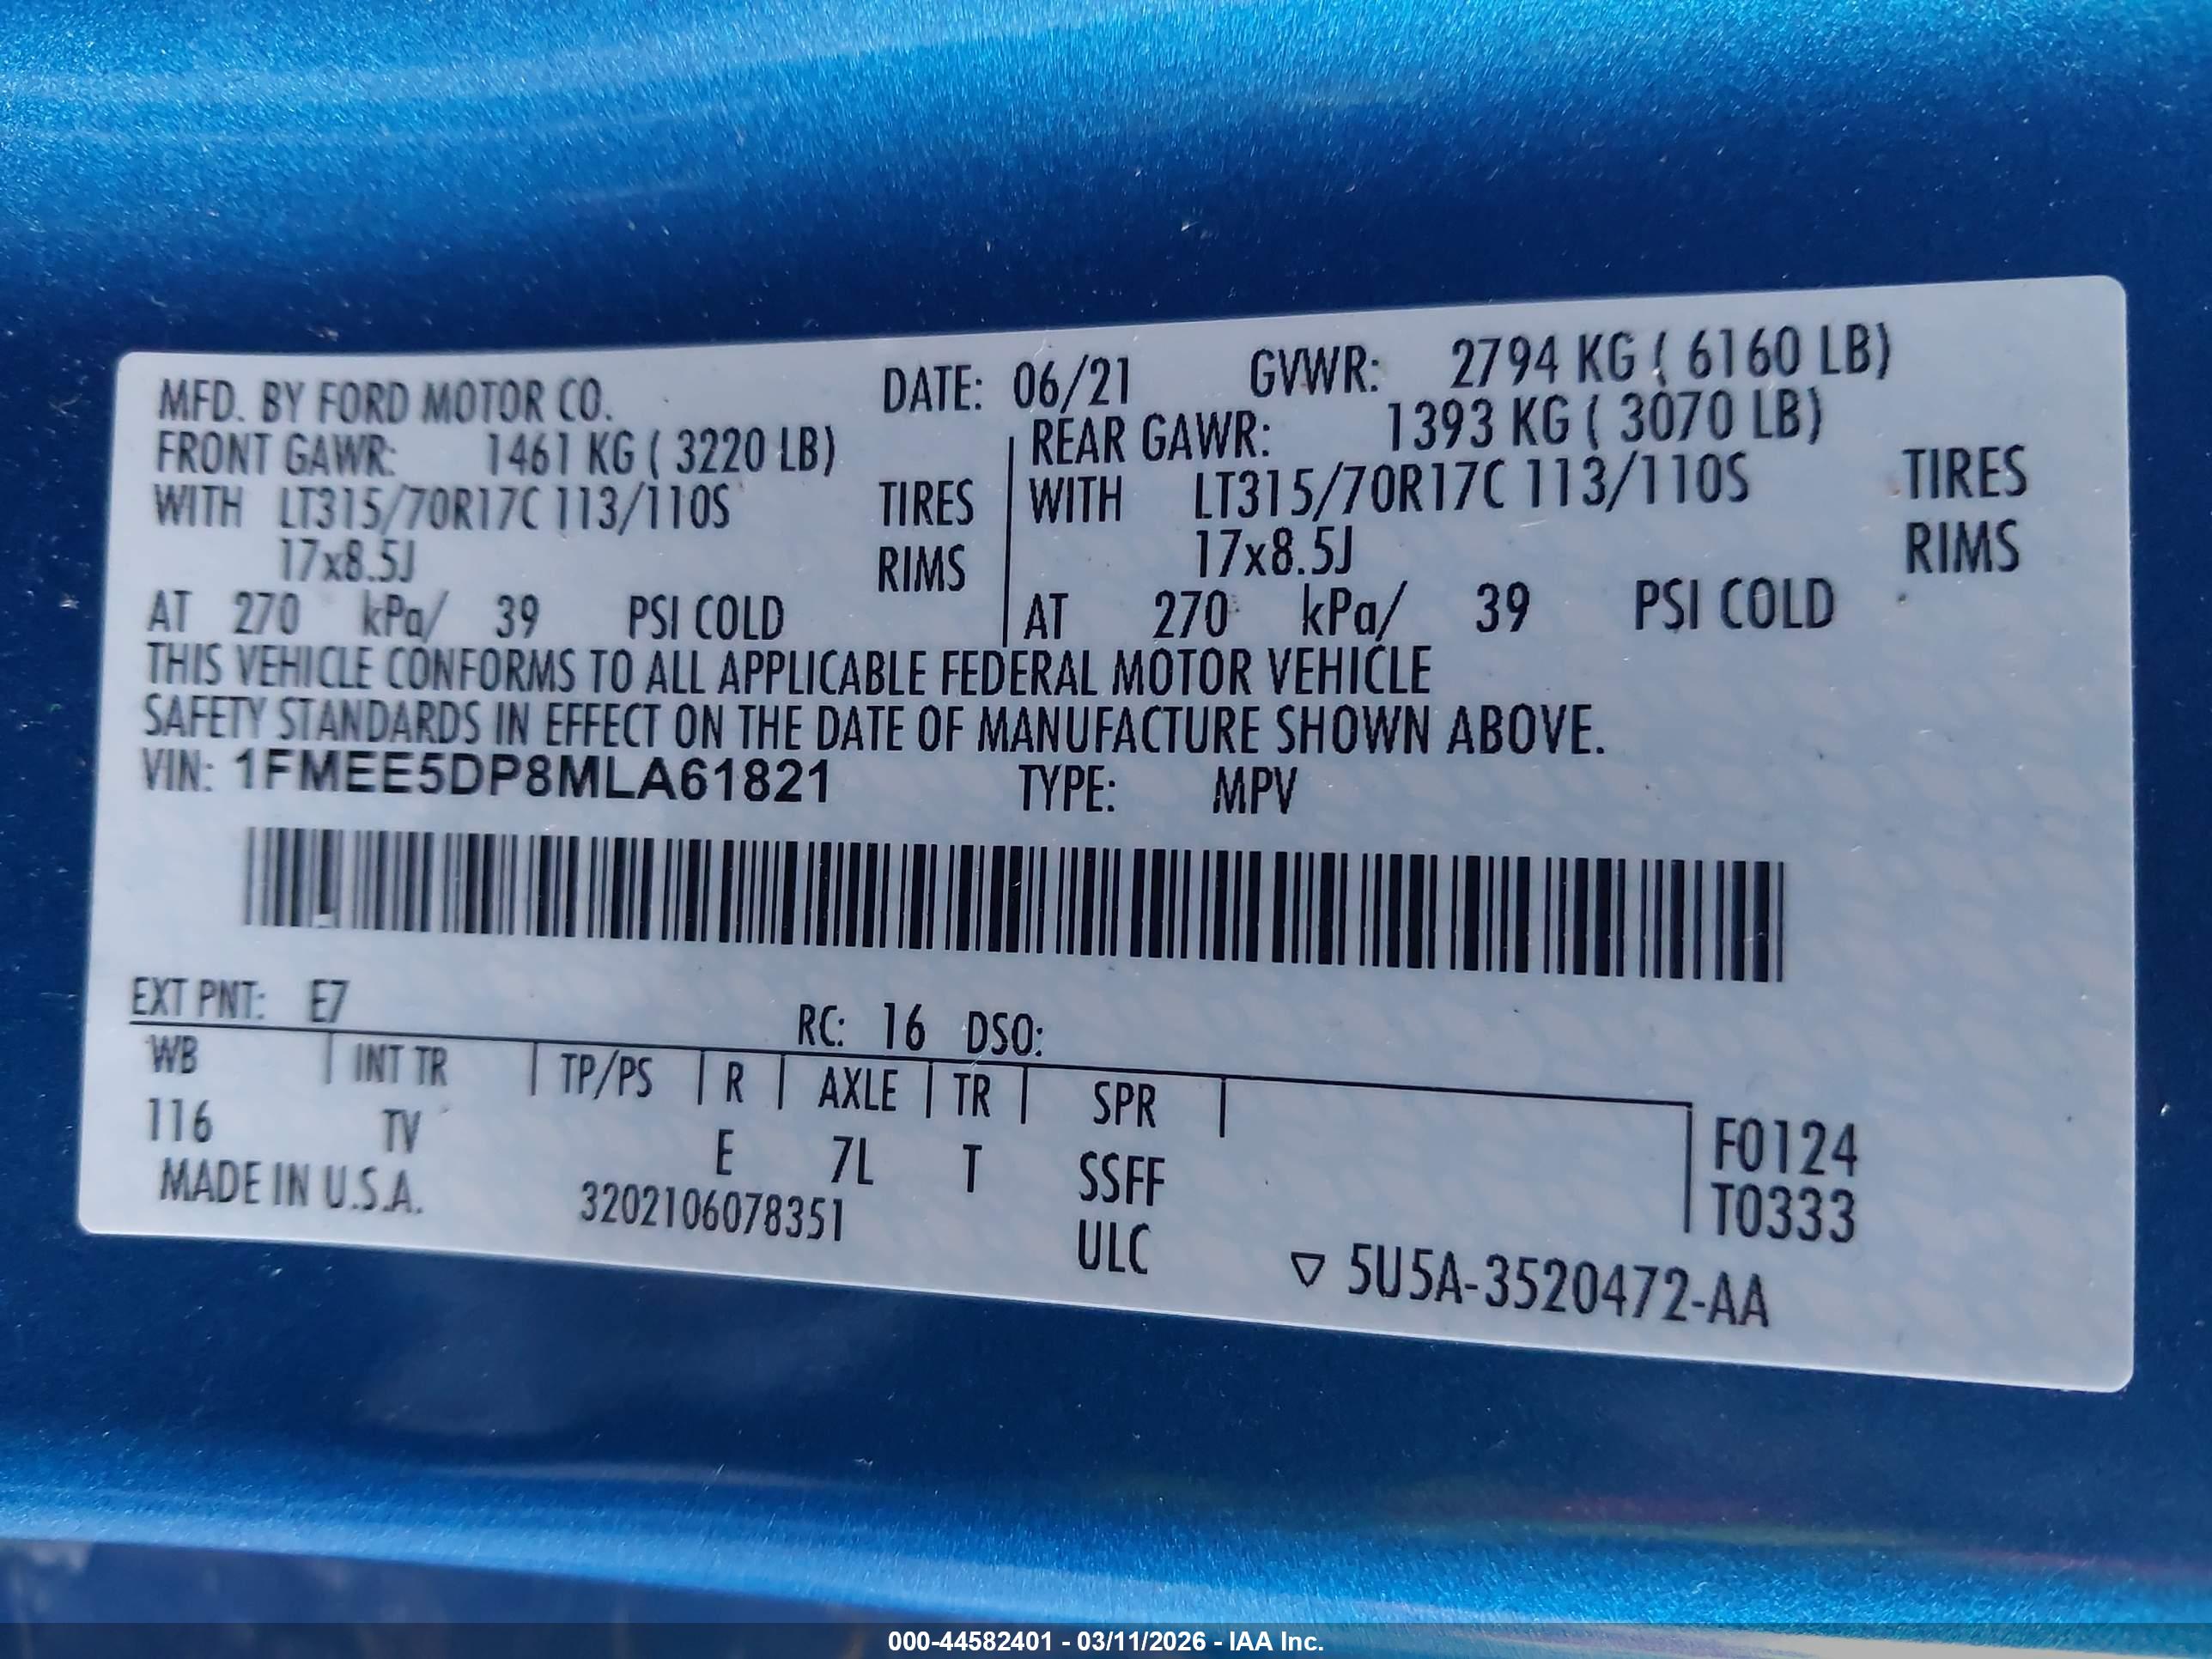 MFD. BY FORD MOTOR CO. DATE: 06/21 GVWR: 2794 KG ( 6160 LB)
FRONT GAWR: 1461 KG ( 3220 LB) REAR GAWR: 1393 KG ( 3070 LB)
WITH LT315/70R17C 113/110S TIRES WITH LT315/70R17C 113/110S TIRES
17x8.5J RIMS 17x8.5J RIMS
AT 270 kPa/ 39 PSI COLD AT 270 kPa/ 39 PSI COLD
THIS VEHICLE CONFORMS TO ALL APPLICABLE FEDERAL MOTOR VEHICLE
SAFETY STANDARDS IN EFFECT ON THE DATE OF MANUFACTURE SHOWN ABOVE.
VIN: 1FMEE5DP8MLA61821 TYPE: MPV
EXT PNT: E7 RC: 16 DSO:
WB INT TR TP/PS R AXLE TR SPR
116 TV E 7L T SSFF F0124
MADE IN U.S.A. 3202106078351 ULC T0333
▽ 5U5A-3520472-AA
000-44582401 - 03/11/2026 - IAA Inc.